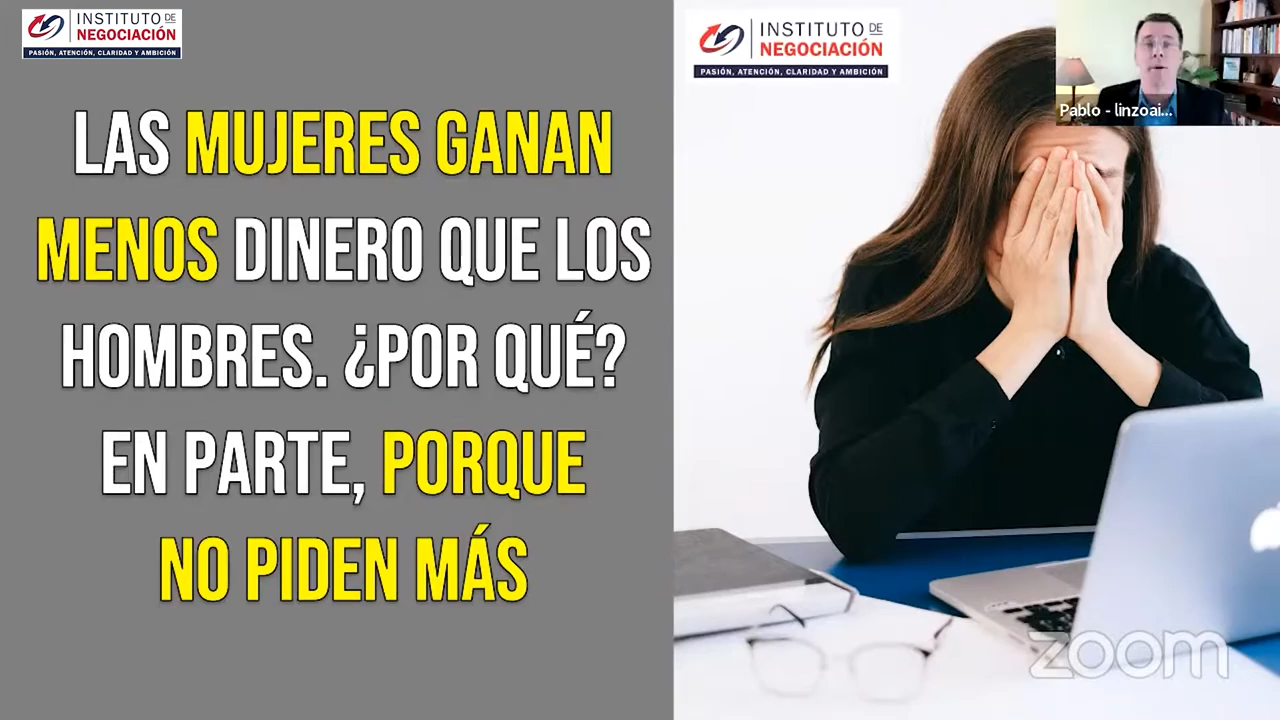 INSTITUTO DE
NEGOCIACIÓN
PASIÓN, ATENCIÓN, CLARIDAD Y AMBICIÓN
LAS MUJERES GANAN
MENOS DINERO QUE LOS
HOMBRES. ¿POR QUÉ?
EN PARTE, PORQUE
NO PIDEN MÁS
INSTITUTO DE
NEGOCIACIÓN
PASIÓN, ATENCIÓN, CLARIDAD Y AMBICIÓN
Pablo - linzoai...
zoom